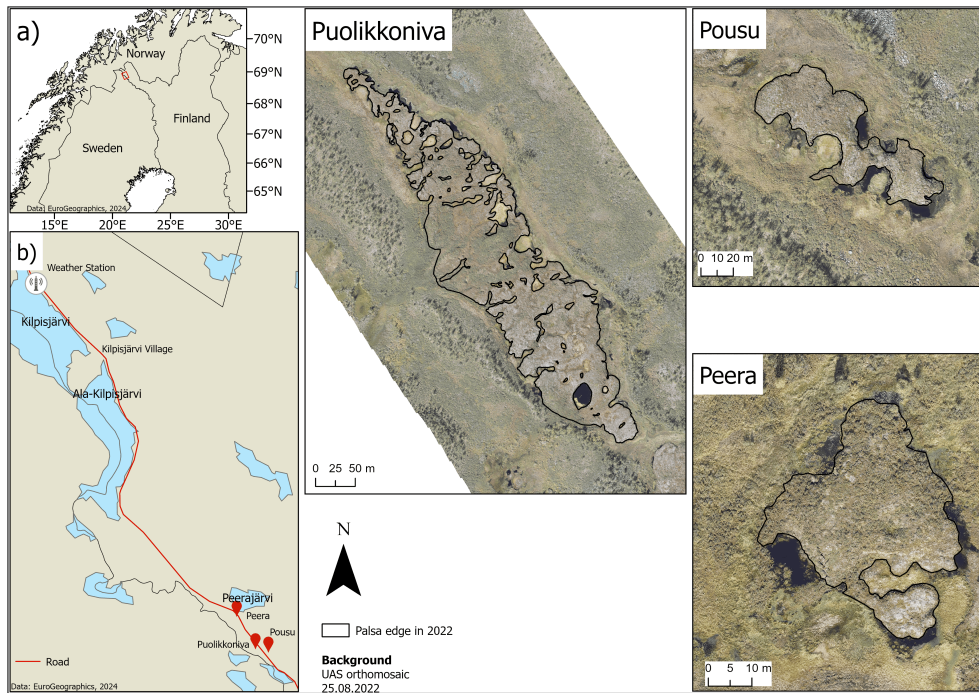 a)
Norway
Finland
Sweden
70°N
69°N
68°N
67°N
66°N
65°N
Data: EuroGeographics, 2024
15°E
20°E
25°E
30°E
b)
Weather Station
Kilpisjärvi
Kilpisjärvi Village
Ala-Kilpisjärvi
Peerajärvi
Peera
Pousu
Puolikkoniva
Road
Data: EuroGeographics, 2024
Puolikkoniva
0 25 50 m
N
Palsa edge in 2022
Background
UAS orthomosaic
25.08.2022
Pousu
0 10 20 m
Peera
0 5 10 m